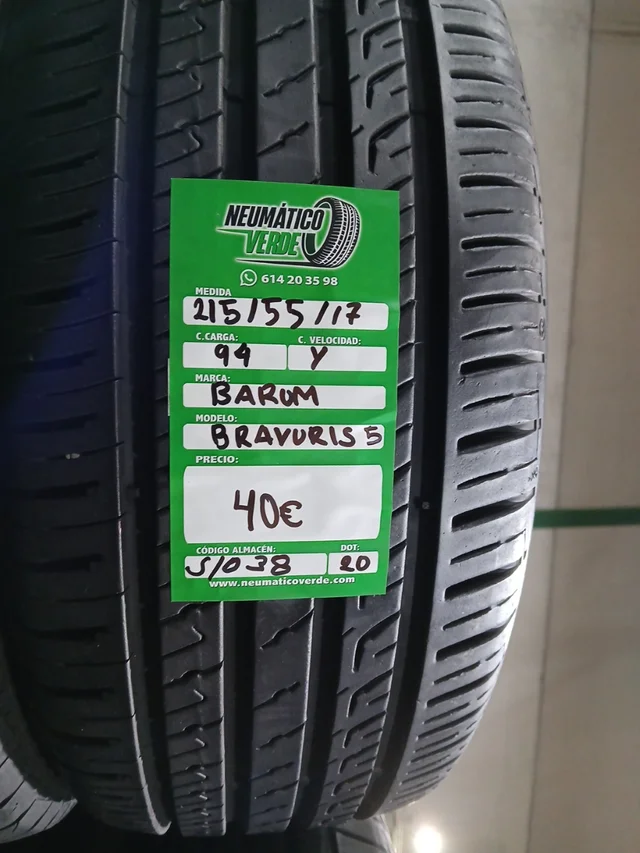 NEUMÁTICO
VERDE
614 20 35 98
MEDIDA
215/55/17
C.CARGA: C. VELOCIDAD:
94 Y
MARCA:
BARUM
MODELO:
BRAVURIS 5
PRECIO:
40€
CÓDIGO ALMACÉN: DOT:
S/038 20
www.neumaticoverde.com